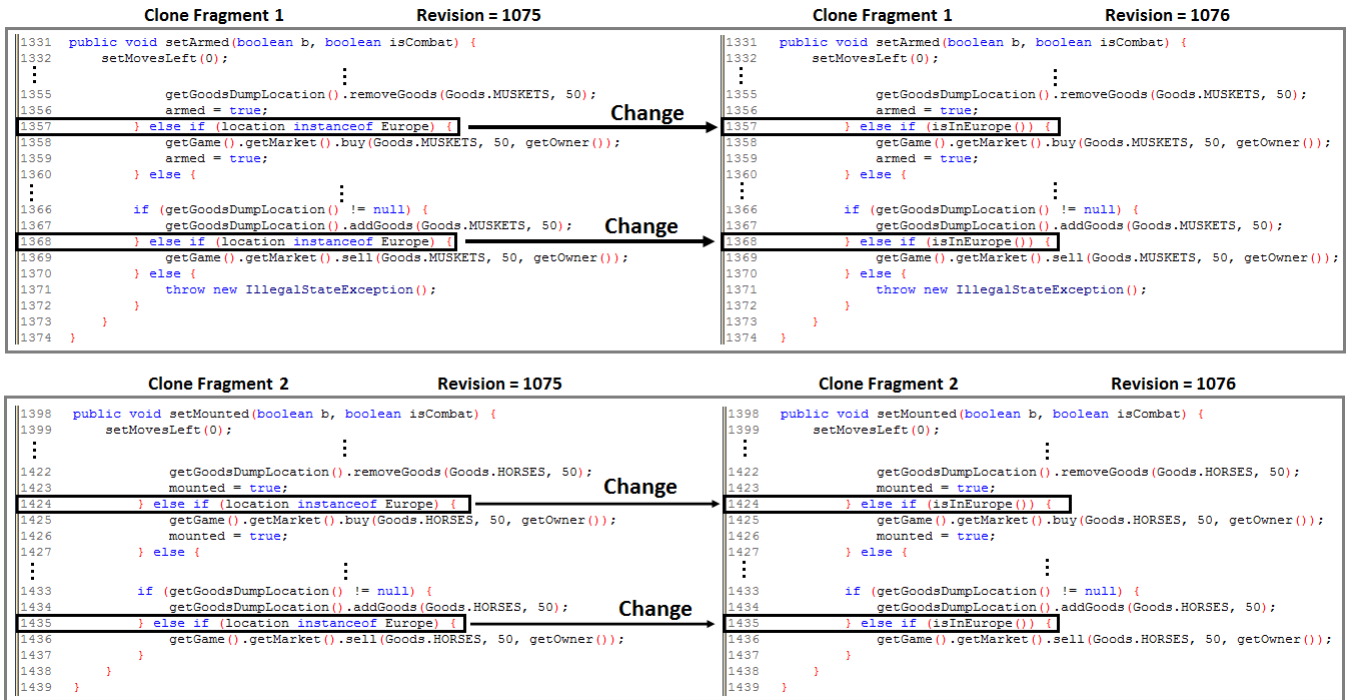 Clone Fragment 1 Revision = 1075
1331 public void setArmed(boolean b, boolean isCombat) {
1332 setMovesLeft(0);
1355 getGoodsDumpLocation().removeGoods(Goods.MUSKETS, 50);
1356 armed = true;
1357 } else if (location instanceof Europe) {
1358 getGame().getMarket().buy(Goods.MUSKETS, 50, getOwner());
1359 armed = true;
1360 } else {
1366 if (getGoodsDumpLocation() != null) {
1367 getGoodsDumpLocation().addGoods(Goods.MUSKETS, 50);
1368 } else if (location instanceof Europe) {
1369 getGame().getMarket().sell(Goods.MUSKETS, 50, getOwner());
1370 } else {
1371 throw new IllegalStateException();
1372 }
1373 }
1374 }
Change
Change
Clone Fragment 1 Revision = 1076
1331 public void setArmed(boolean b, boolean isCombat) {
1332 setMovesLeft(0);
1355 getGoodsDumpLocation().removeGoods(Goods.MUSKETS, 50);
1356 armed = true;
1357 } else if (isInEurope()) {
1358 getGame().getMarket().buy(Goods.MUSKETS, 50, getOwner());
1359 armed = true;
1360 } else {
1366 if (getGoodsDumpLocation() != null) {
1367 getGoodsDumpLocation().addGoods(Goods.MUSKETS, 50);
1368 } else if (isInEurope()) {
1369 getGame().getMarket().sell(Goods.MUSKETS, 50, getOwner());
1370 } else {
1371 throw new IllegalStateException();
1372 }
1373 }
1374 }
Clone Fragment 2 Revision = 1075
1398 public void setMounted(boolean b, boolean isCombat) {
1399 setMovesLeft(0);
1422 getGoodsDumpLocation().removeGoods(Goods.HORSES, 50);
1423 mounted = true;
1424 } else if (location instanceof Europe) {
1425 getGame().getMarket().buy(Goods.HORSES, 50, getOwner());
1426 mounted = true;
1427 } else {
1433 if (getGoodsDumpLocation() != null) {
1434 getGoodsDumpLocation().addGoods(Goods.HORSES, 50);
1435 } else if (location instanceof Europe) {
1436 getGame().getMarket().sell(Goods.HORSES, 50, getOwner());
1437 }
1438 }
1439 }
Change
Change
Clone Fragment 2 Revision = 1076
1398 public void setMounted(boolean b, boolean isCombat) {
1399 setMovesLeft(0);
1422 getGoodsDumpLocation().removeGoods(Goods.HORSES, 50);
1423 mounted = true;
1424 } else if (isInEurope()) {
1425 getGame().getMarket().buy(Goods.HORSES, 50, getOwner());
1426 mounted = true;
1427 } else {
1433 if (getGoodsDumpLocation() != null) {
1434 getGoodsDumpLocation().addGoods(Goods.HORSES, 50);
1435 } else if (isInEurope()) {
1436 getGame().getMarket().sell(Goods.HORSES, 50, getOwner());
1437 }
1438 }
1439 }